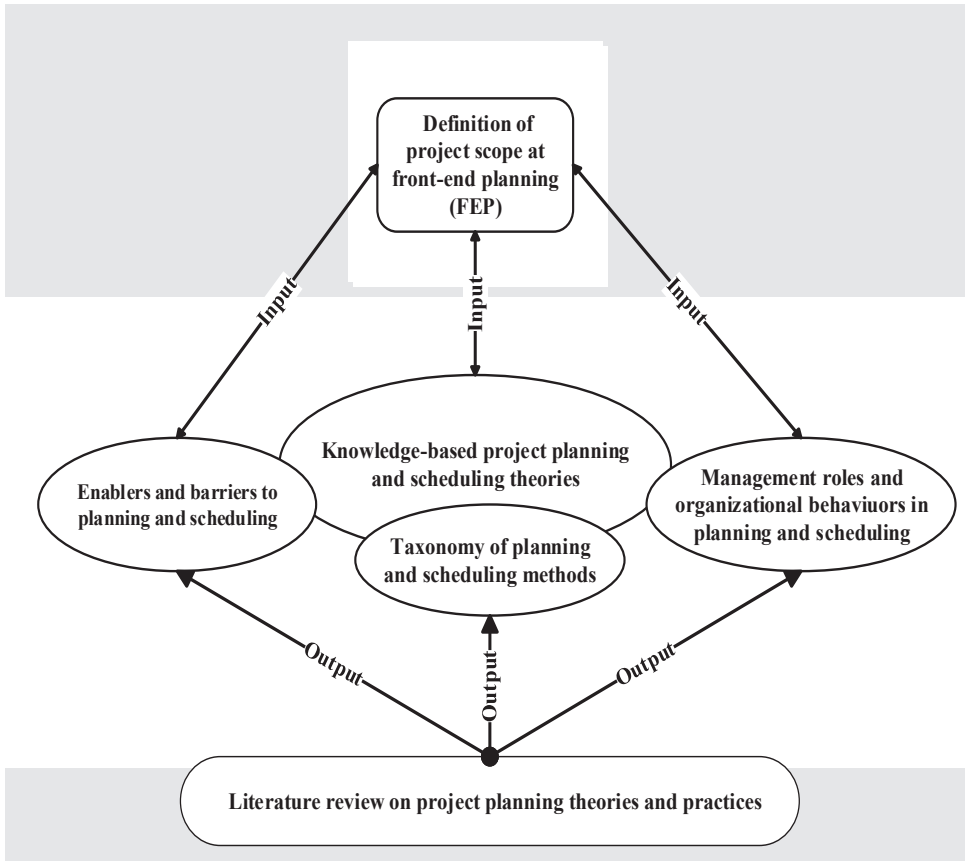 Definition of
project scope at
front-end planning
(FEP)
Input
Input
Input
Knowledge-based project planning
and scheduling theories
Enablers and barriers to
planning and scheduling
Management roles and
organizational behaviuors in
planning and scheduling
Taxonomy of planning
and scheduling methods
Output
Output
Output
Literature review on project planning theories and practices